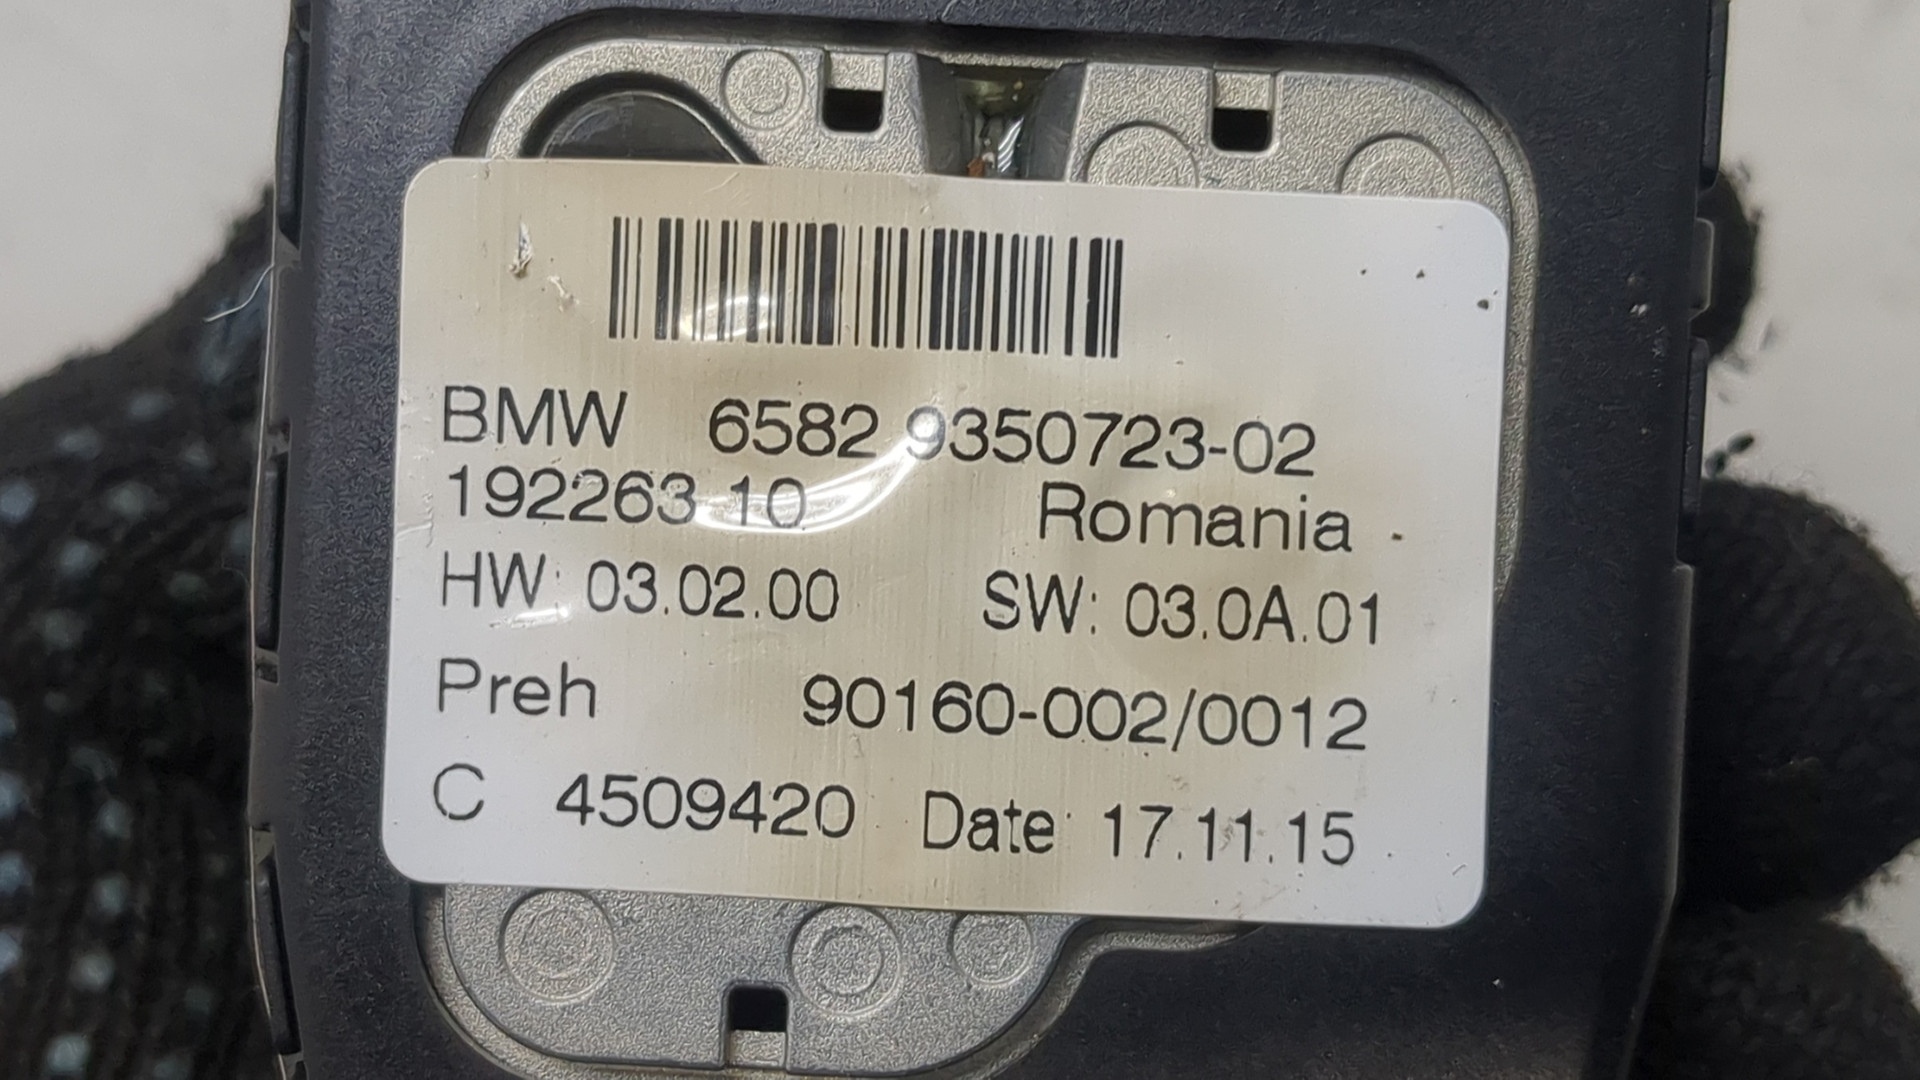 BMW 6582 9350723-02
192263 10 Romania
HW: 03.02.00 SW: 03.0A.01
Preh 90160-002/0012
C 4509420 Date: 17.11.15